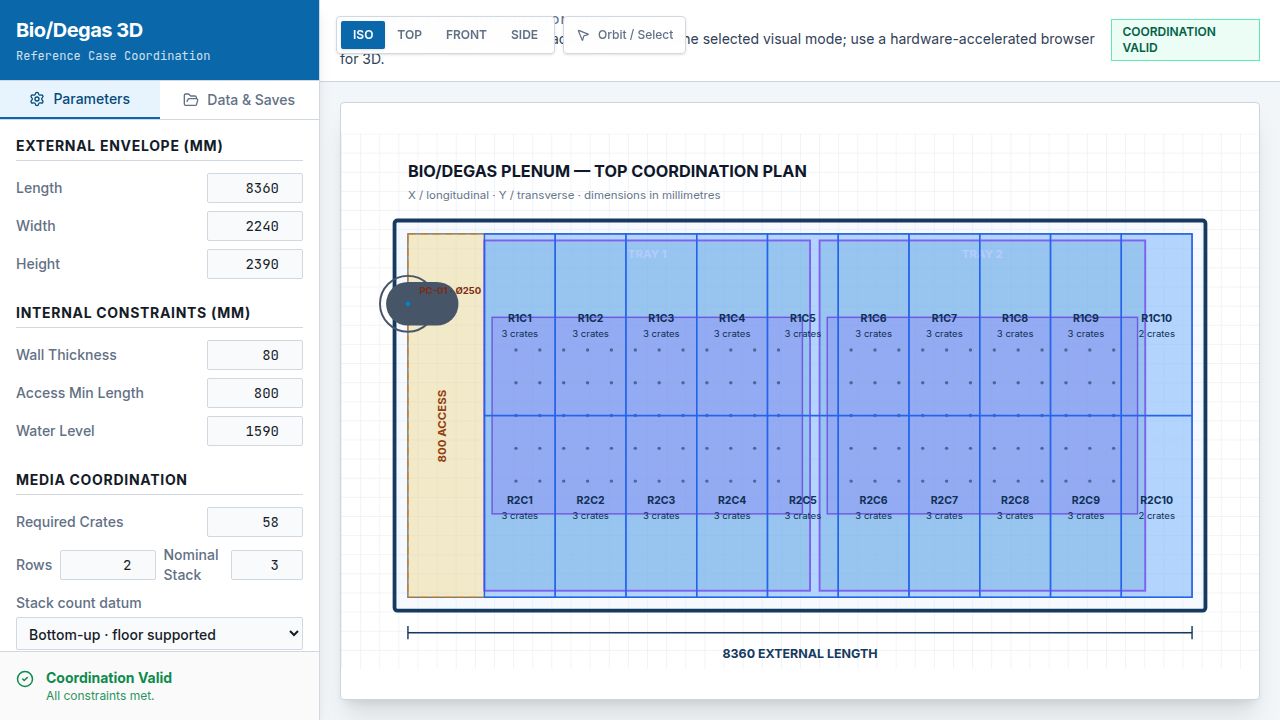 Bio/Degas 3D
Reference Case Coordination
Parameters
Data & Saves
EXTERNAL ENVELOPE (MM)
Length 8360
Width 2240
Height 2390
INTERNAL CONSTRAINTS (MM)
Wall Thickness 80
Access Min Length 800
Water Level 1590
MEDIA COORDINATION
Required Crates 58
Rows 2 Nominal Stack 3
Stack count datum
Bottom-up · floor supported
Coordination Valid
All constraints met.
ISO TOP FRONT SIDE Orbit / Select
selected visual mode; use a hardware-accelerated browser
for 3D.
COORDINATION
VALID
BIO/DEGAS PLENUM — TOP COORDINATION PLAN
X / longitudinal · Y / transverse · dimensions in millimetres
TRAY 1 TRAY 2
PC-01 · Ø250
800 ACCESS
R1C1 R1C2 R1C3 R1C4 R1C5 R1C6 R1C7 R1C8 R1C9 R1C10
3 crates 3 crates 3 crates 3 crates 3 crates 3 crates 3 crates 3 crates 3 crates 2 crates
R2C1 R2C2 R2C3 R2C4 R2C5 R2C6 R2C7 R2C8 R2C9 R2C10
3 crates 3 crates 3 crates 3 crates 3 crates 3 crates 3 crates 3 crates 3 crates 2 crates
8360 EXTERNAL LENGTH